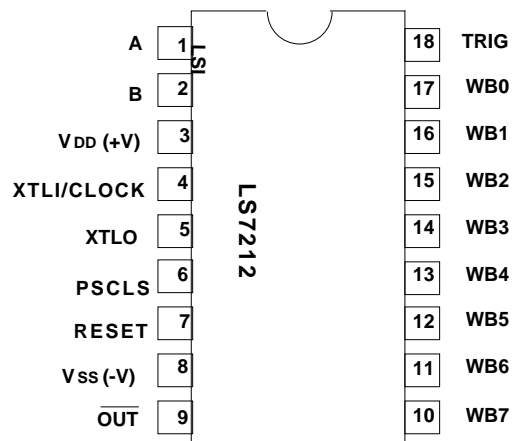 A 1 LSI 18 TRIG
B 2 17 WB0
VDD (+V) 3 16 WB1
XTLI/CLOCK 4 15 WB2
XTLO 5 14 WB3
PSCLS 6 13 WB4
RESET 7 12 WB5
VSS (-V) 8 11 WB6
OUT 9 10 WB7
LS7212